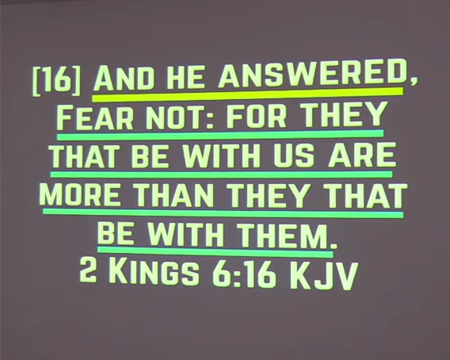 [16] And he answered,
Fear not: for they
that be with us are
more than they that
be with them.
2 Kings 6:16 KJV